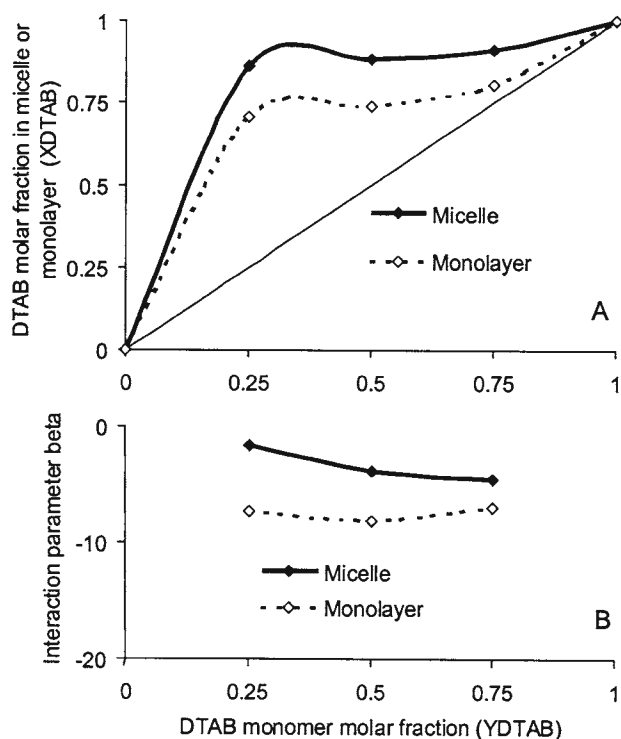 DTAB molar fraction in micelle or
monolayer (XDTAB)
1
0.75
0.5
0.25
0
Micelle
Monolayer
A
0 0.25 0.5 0.75 1
Interaction parameter beta
0
-10
-20
Micelle
Monolayer
B
0 0.25 0.5 0.75 1
DTAB monomer molar fraction (YDTAB)